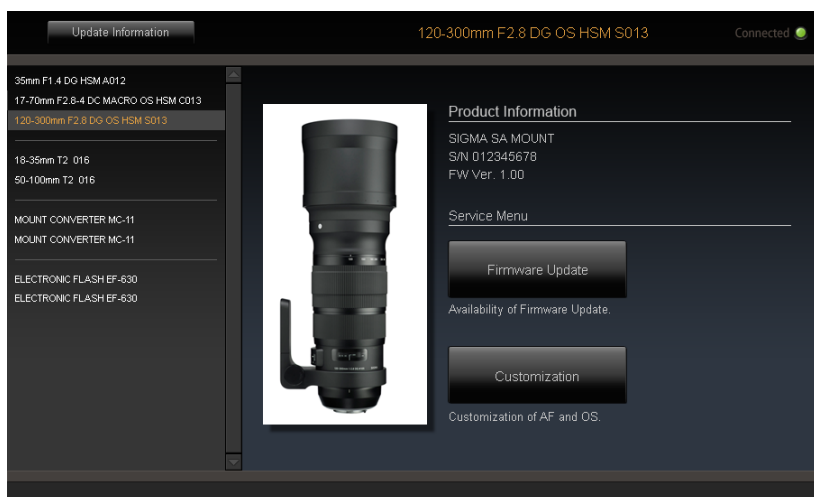 Update Information
120-300mm F2.8 DG OS HSM S013
Connected
35mm F1.4 DG HSM A012
17-70mm F2.8-4 DC MACRO OS HSM C013
120-300mm F2.8 DG OS HSM S013
18-35mm T2 016
50-100mm T2 016
MOUNT CONVERTER MC-11
MOUNT CONVERTER MC-11
ELECTRONIC FLASH EF-630
ELECTRONIC FLASH EF-630
Product Information
SIGMA SA MOUNT
S/N 012345678
FW Ver. 1.00
Service Menu
Firmware Update
Availability of Firmware Update.
Customization
Customization of AF and OS.